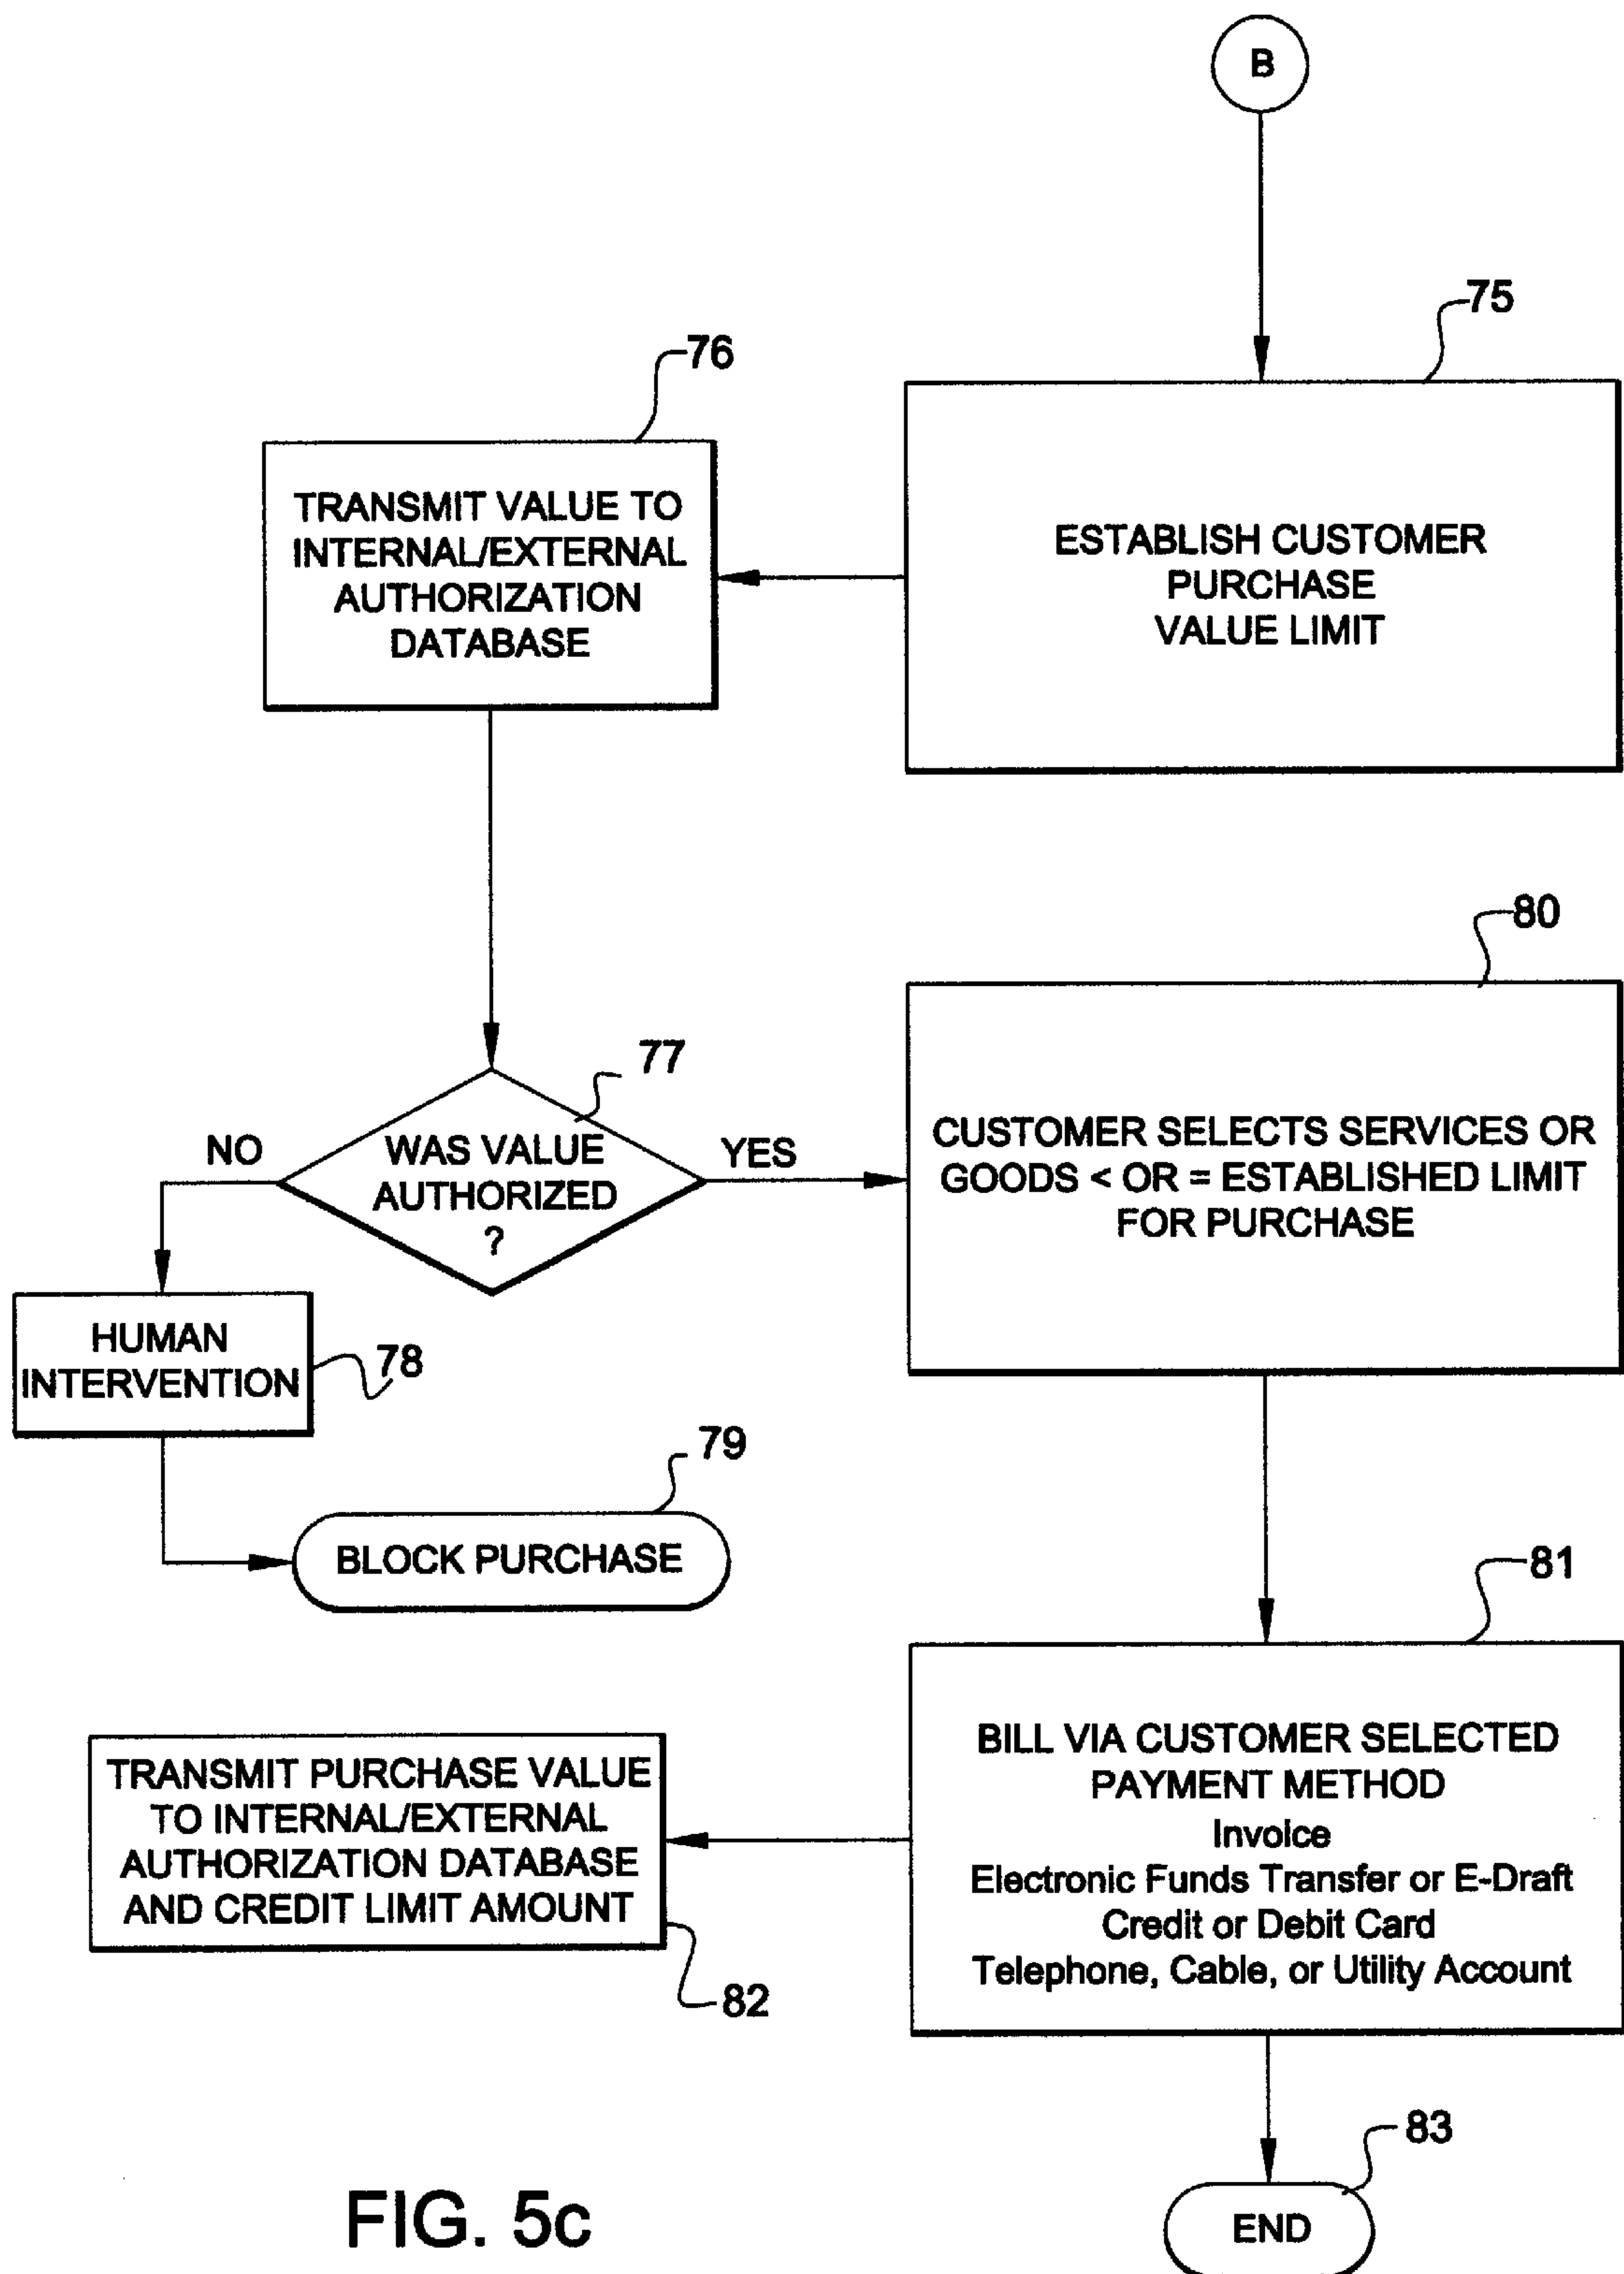 B
75
ESTABLISH CUSTOMER
PURCHASE
VALUE LIMIT
76
TRANSMIT VALUE TO
INTERNAL/EXTERNAL
AUTHORIZATION
DATABASE
77
WAS VALUE
AUTHORIZED
?
NO
YES
HUMAN
INTERVENTION
78
79
BLOCK PURCHASE
80
CUSTOMER SELECTS SERVICES OR
GOODS < OR = ESTABLISHED LIMIT
FOR PURCHASE
81
BILL VIA CUSTOMER SELECTED
PAYMENT METHOD
Invoice
Electronic Funds Transfer or E-Draft
Credit or Debit Card
Telephone, Cable, or Utility Account
TRANSMIT PURCHASE VALUE
TO INTERNAL/EXTERNAL
AUTHORIZATION DATABASE
AND CREDIT LIMIT AMOUNT
82
83
END
FIG. 5c